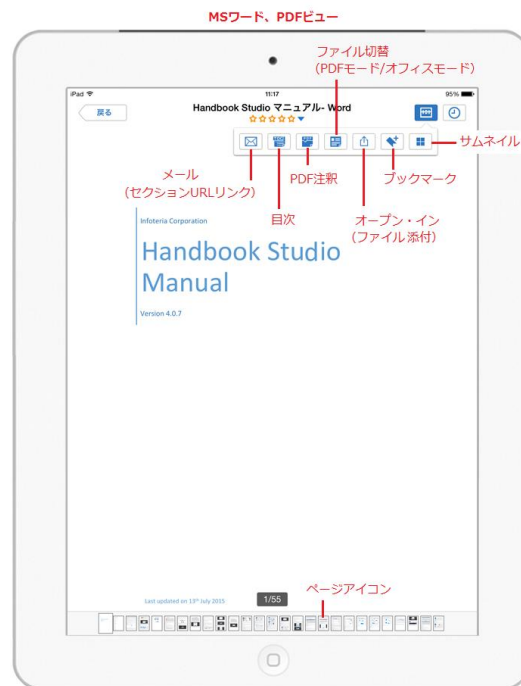 MSワード、PDFビュー
ファイル切替
(PDFモード/オフィスモード)
iPad
11:17
95%
戻る
Handbook Studio マニュアル- Word
サムネイル
メール
(セクションURLリンク)
PDF注釈
ブックマーク
目次
オープン・イン
(ファイル添付)
Infoteria Corporation
Handbook Studio
Manual
Version 4.0.7
ページアイコン
Last updated on 13th July 2015
1/55